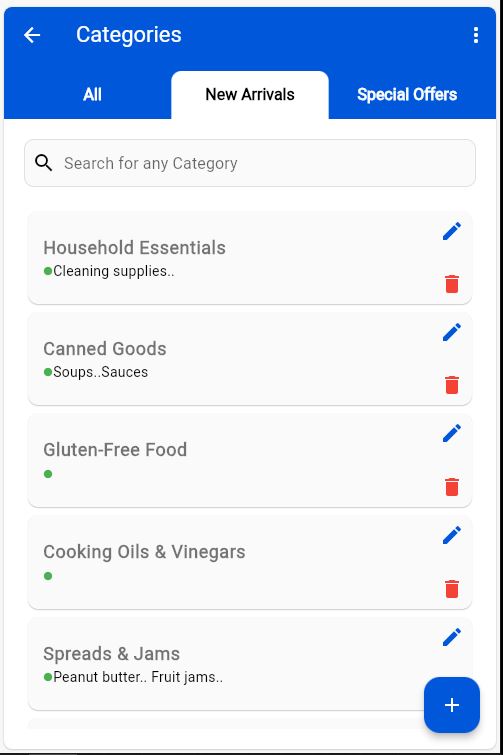 Categories
All
New Arrivals
Special Offers
Search for any Category
Household Essentials
Cleaning supplies..
Canned Goods
Soups..Sauces
Gluten-Free Food
Cooking Oils & Vinegars
Spreads & Jams
Peanut butter.. Fruit jams..